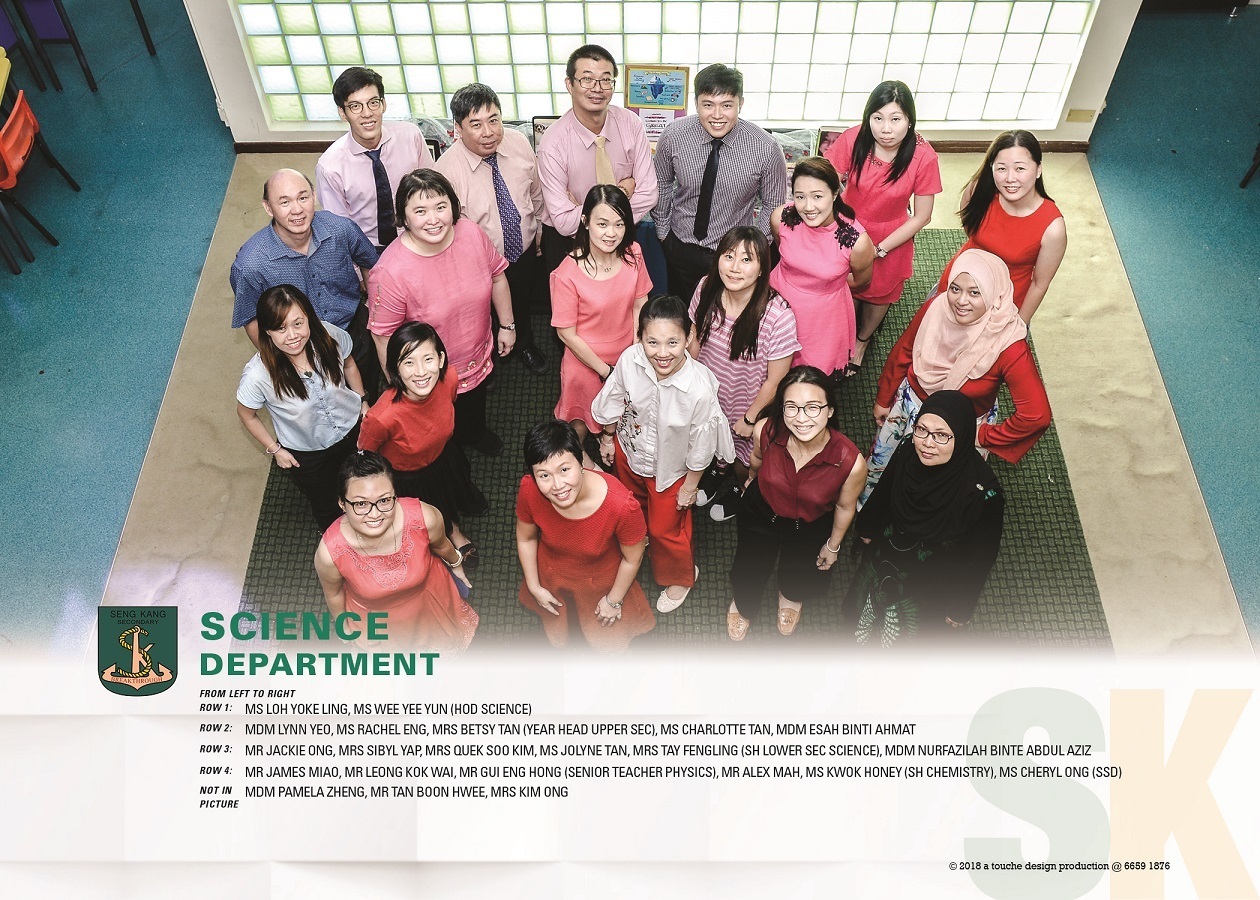 SENG KANG
SECONDARY
BREAKTHROUGH
SCIENCE
DEPARTMENT
FROM LEFT TO RIGHT
ROW 1: MS LOH YOKE LING, MS WEE YEE YUN (HOD SCIENCE)
ROW 2: MDM LYNN YEO, MS RACHEL ENG, MRS BETSY TAN (YEAR HEAD UPPER SEC), MS CHARLOTTE TAN, MDM ESAH BINTI AHMAT
ROW 3: MR JACKIE ONG, MRS SIBYL YAP, MRS QUEK SOO KIM, MS JOLYNE TAN, MRS TAY FENGLING (SH LOWER SEC SCIENCE), MDM NURFAZILAH BINTE ABDUL AZIZ
ROW 4: MR JAMES MIAO, MR LEONG KOK WAI, MR GUI ENG HONG (SENIOR TEACHER PHYSICS), MR ALEX MAH, MS KWOK HONEY (SH CHEMISTRY), MS CHERYL ONG (SSD)
NOT IN PICTURE MDM PAMELA ZHENG, MR TAN BOON HWEE, MRS KIM ONG
SK
© 2018 a touche design production @ 6659 1876